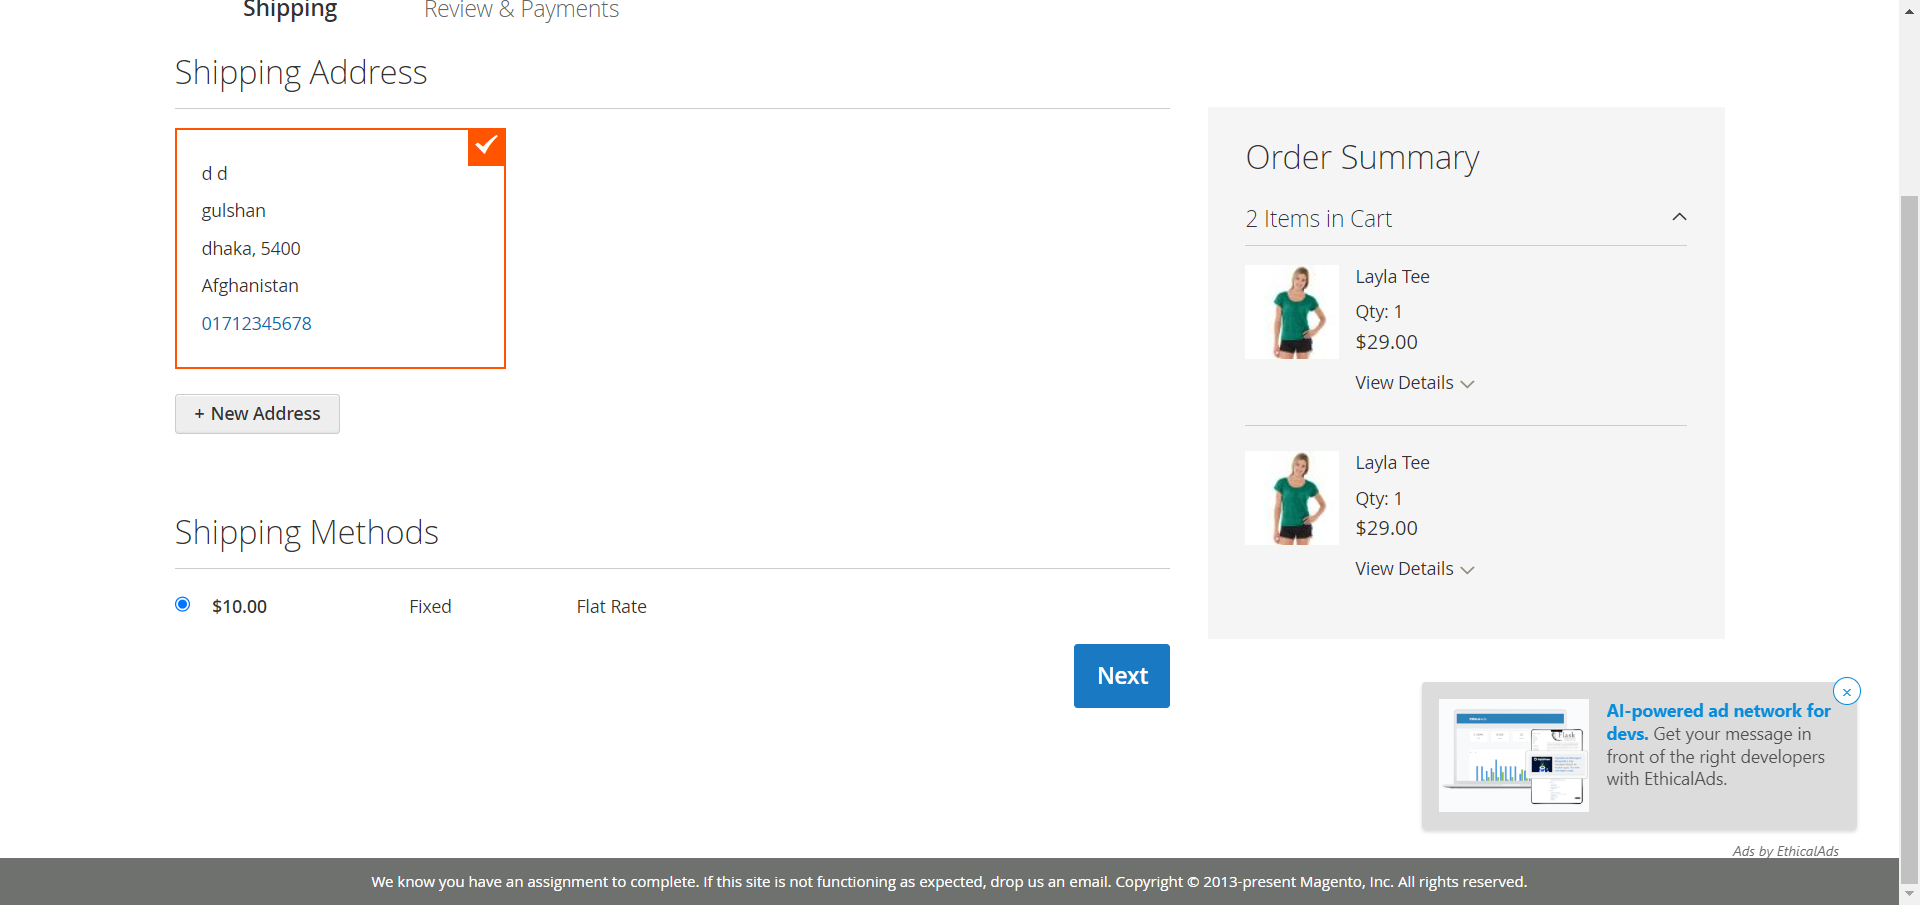 Shipping
Review & Payments
Shipping Address
d d
gulshan
dhaka, 5400
Afghanistan
01712345678
+ New Address
Shipping Methods
$10.00 Fixed Flat Rate
Next
Order Summary
2 Items in Cart
Layla Tee
Qty: 1
$29.00
View Details
Layla Tee
Qty: 1
$29.00
View Details
AI-powered ad network for
devs. Get your message in
front of the right developers
with EthicalAds.
Ads by EthicalAds
We know you have an assignment to complete. If this site is not functioning as expected, drop us an email. Copyright © 2013-present Magento, Inc. All rights reserved.